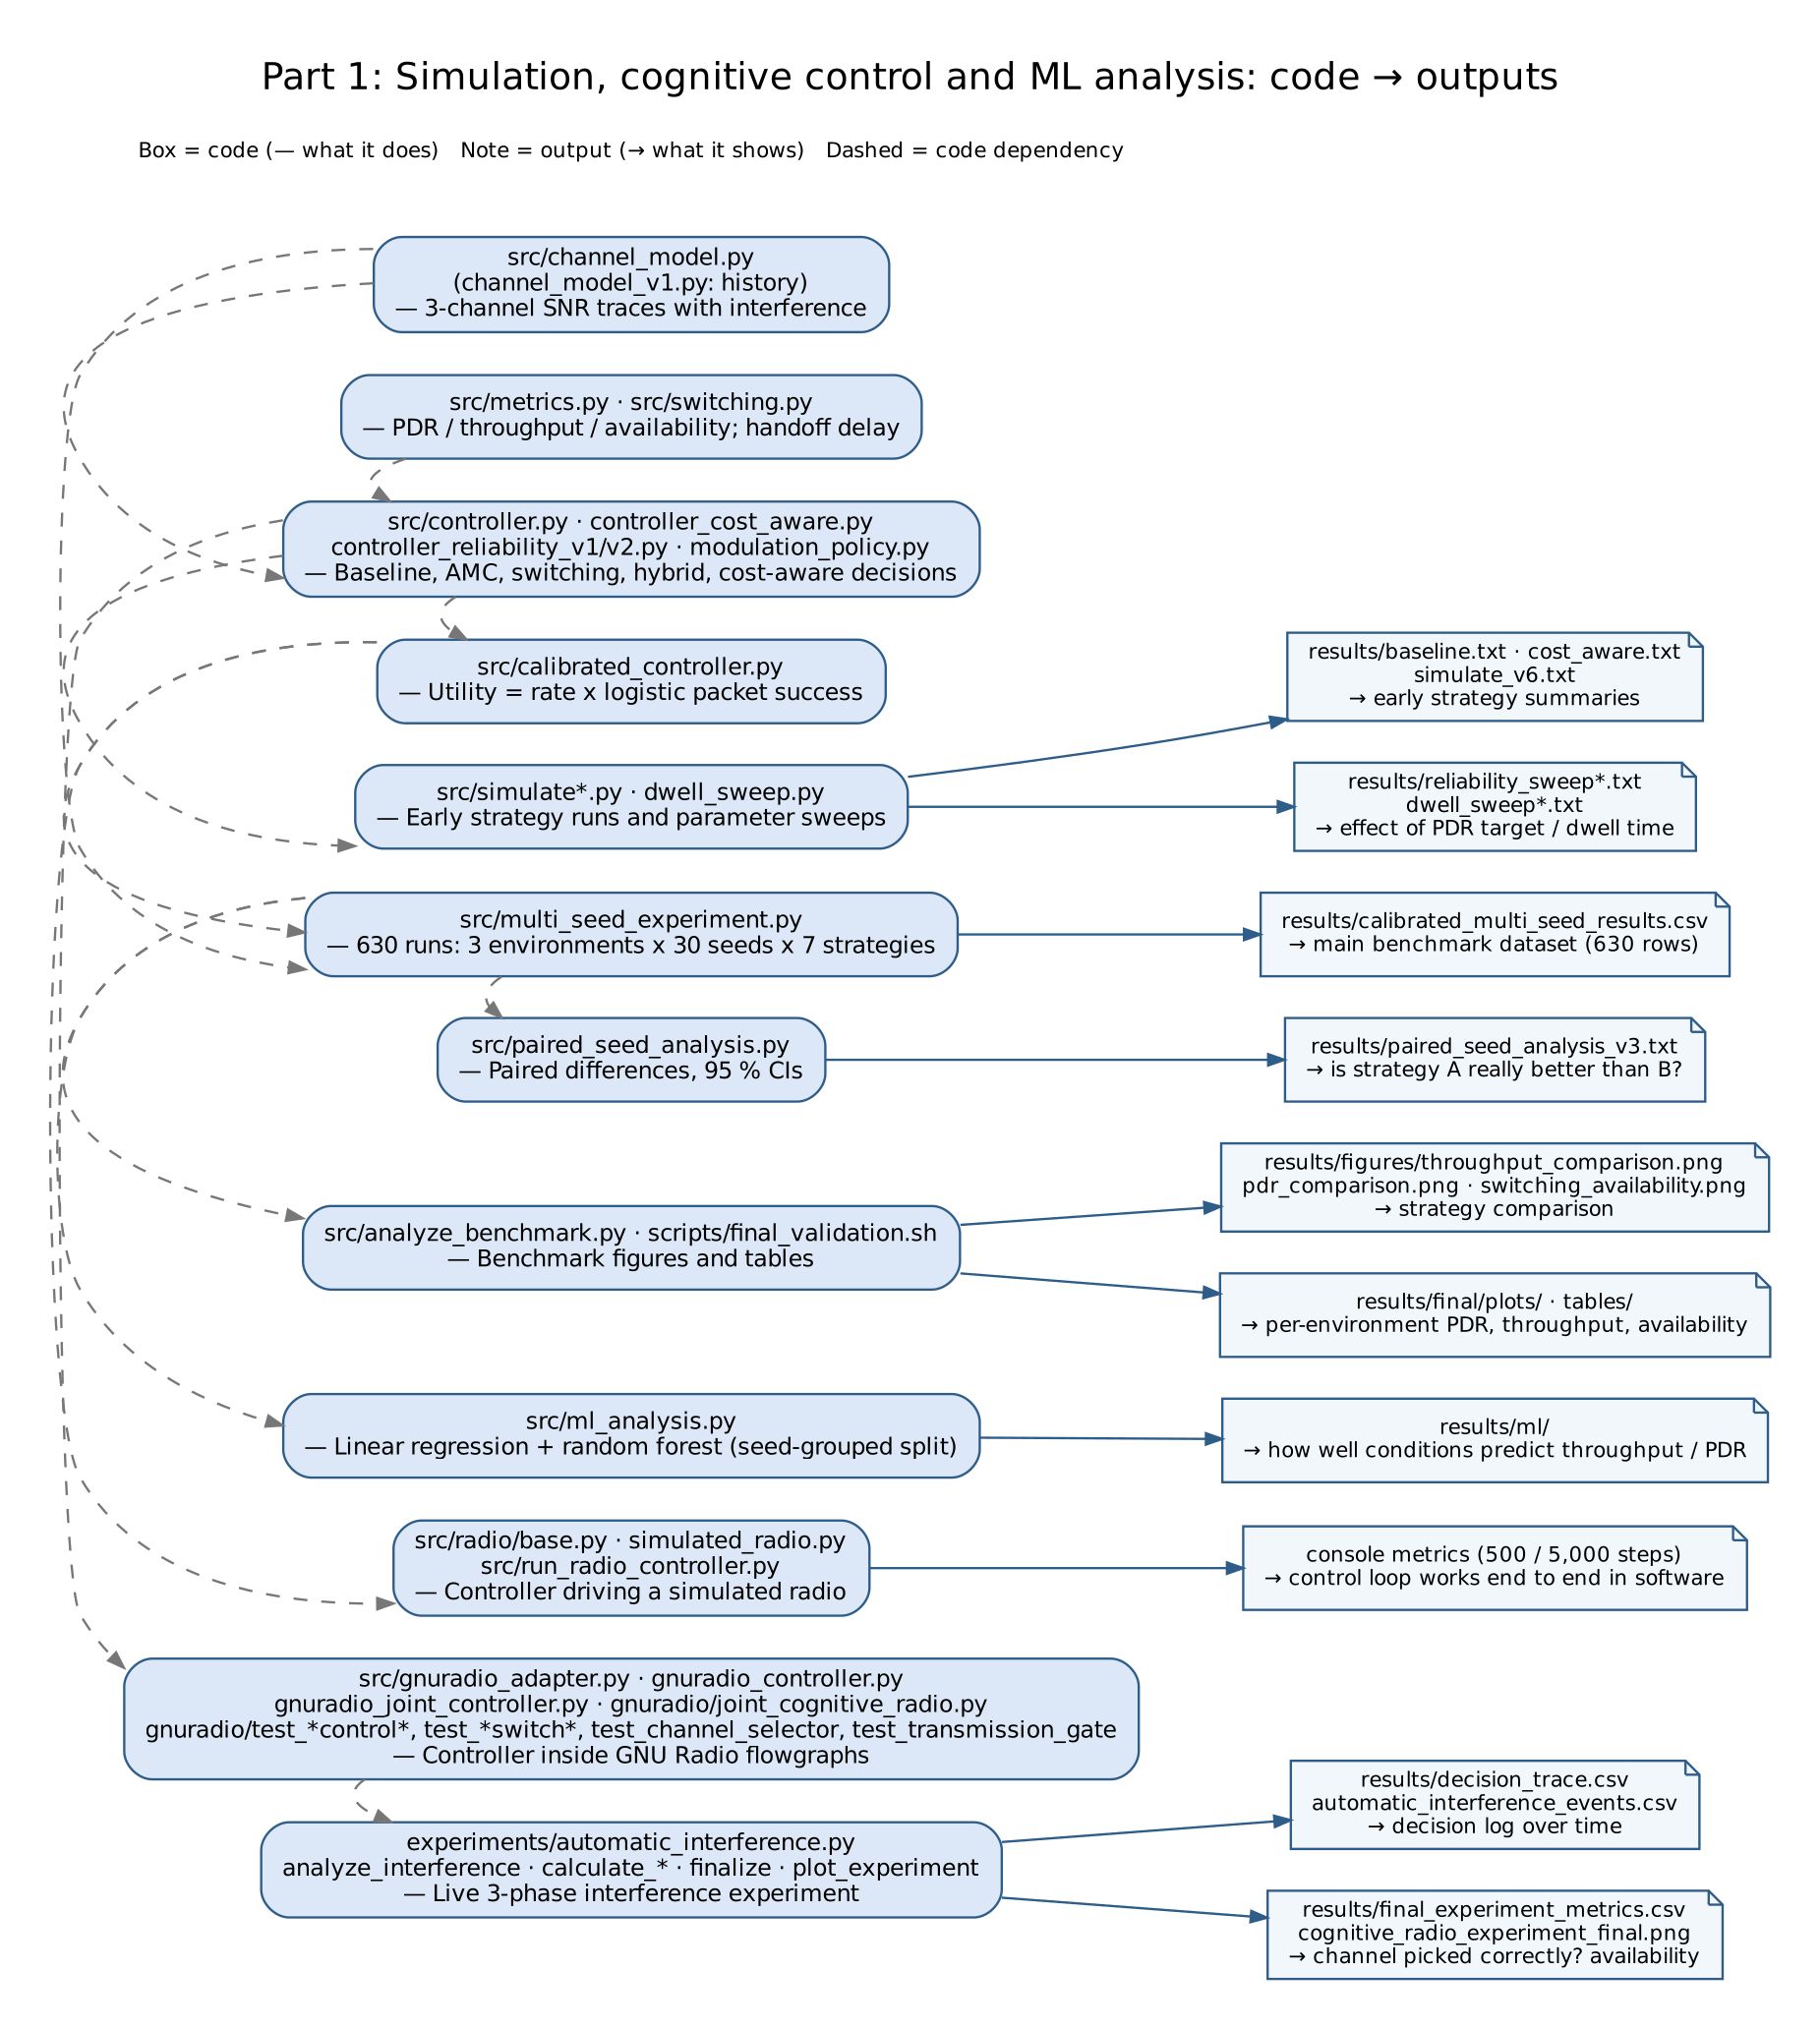 Part 1: Simulation, cognitive control and ML analysis: code → outputs
Box = code (— what it does)   Note = output (→ what it shows)   Dashed = code dependency
src/channel_model.py
(channel_model_v1.py: history)
— 3-channel SNR traces with interference
src/metrics.py · src/switching.py
— PDR / throughput / availability; handoff delay
src/controller.py · controller_cost_aware.py
controller_reliability_v1/v2.py · modulation_policy.py
— Baseline, AMC, switching, hybrid, cost-aware decisions
src/calibrated_controller.py
— Utility = rate x logistic packet success
results/baseline.txt · cost_aware.txt
simulate_v6.txt
→ early strategy summaries
src/simulate*.py · dwell_sweep.py
— Early strategy runs and parameter sweeps
results/reliability_sweep*.txt
dwell_sweep*.txt
→ effect of PDR target / dwell time
src/multi_seed_experiment.py
— 630 runs: 3 environments x 30 seeds x 7 strategies
results/calibrated_multi_seed_results.csv
→ main benchmark dataset (630 rows)
src/paired_seed_analysis.py
— Paired differences, 95 % CIs
results/paired_seed_analysis_v3.txt
→ is strategy A really better than B?
results/figures/throughput_comparison.png
pdr_comparison.png · switching_availability.png
→ strategy comparison
src/analyze_benchmark.py · scripts/final_validation.sh
— Benchmark figures and tables
results/final/plots/ · tables/
→ per-environment PDR, throughput, availability
src/ml_analysis.py
— Linear regression + random forest (seed-grouped split)
results/ml/
→ how well conditions predict throughput / PDR
src/radio/base.py · simulated_radio.py
src/run_radio_controller.py
— Controller driving a simulated radio
console metrics (500 / 5,000 steps)
→ control loop works end to end in software
src/gnuradio_adapter.py · gnuradio_controller.py
gnuradio_joint_controller.py · gnuradio/joint_cognitive_radio.py
gnuradio/test_*control*, test_*switch*, test_channel_selector, test_transmission_gate
— Controller inside GNU Radio flowgraphs
results/decision_trace.csv
automatic_interference_events.csv
→ decision log over time
experiments/automatic_interference.py
analyze_interference · calculate_* · finalize · plot_experiment
— Live 3-phase interference experiment
results/final_experiment_metrics.csv
cognitive_radio_experiment_final.png
→ channel picked correctly? availability